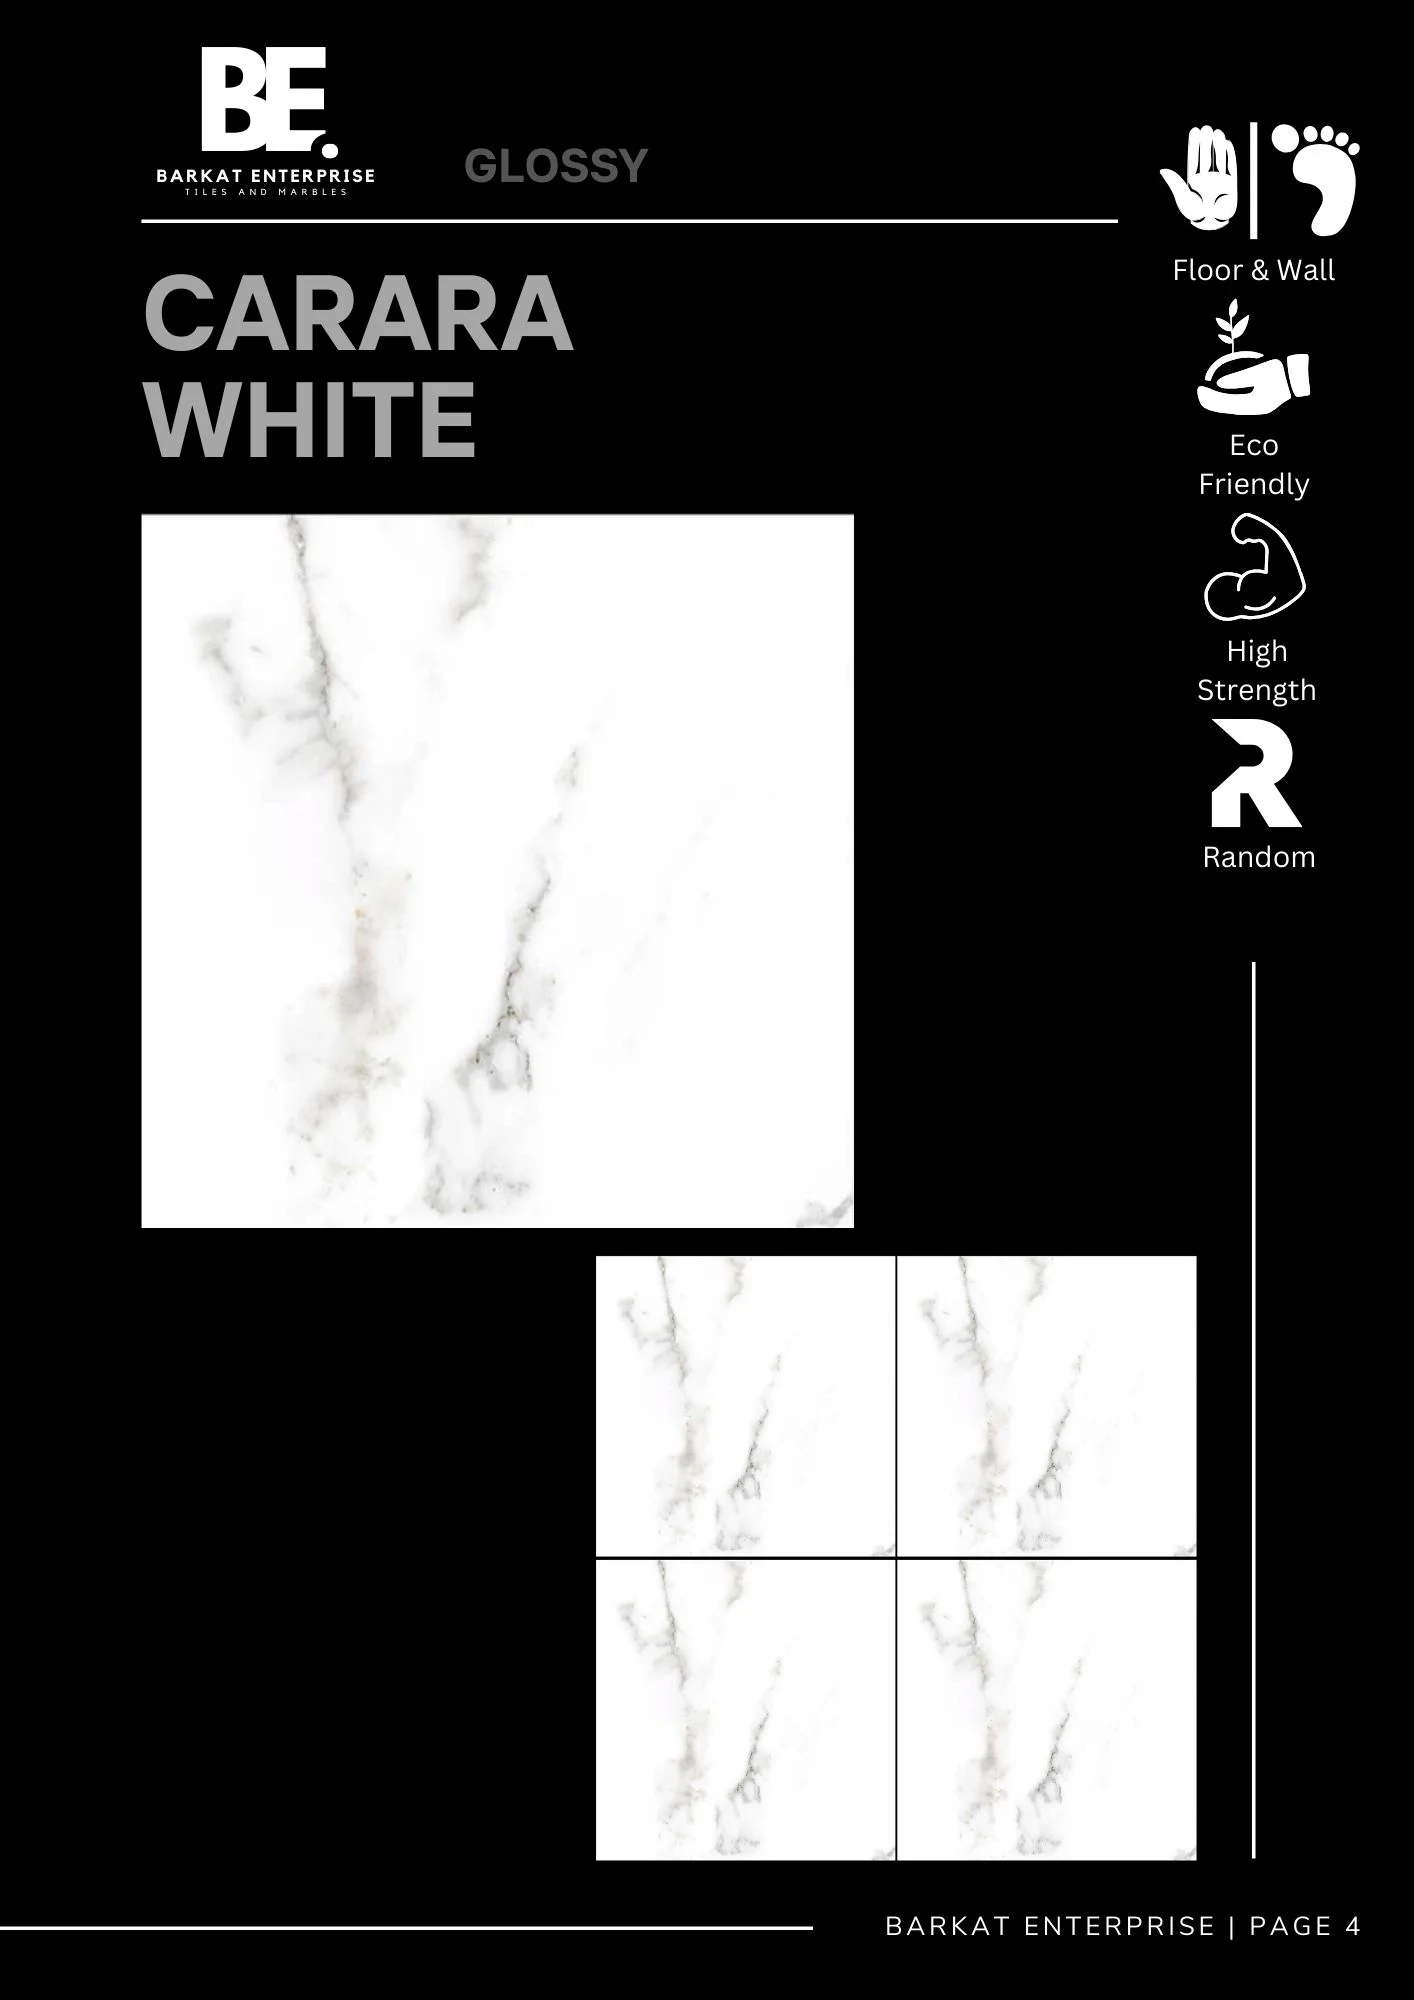 BE.
BARKAT ENTERPRISE
TILES AND MARBLES
GLOSSY
Floor & Wall
CARARA
WHITE
Eco
Friendly
High
Strength
R
Random
BARKAT ENTERPRISE | PAGE 4